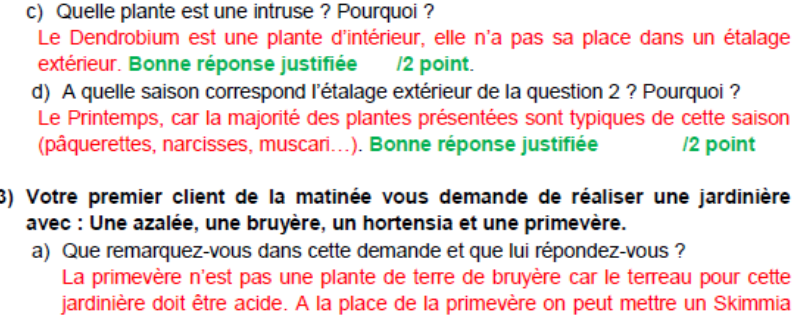 c) Quelle plante est une intruse ? Pourquoi ?
Le Dendrobium est une plante d'intérieur, elle n'a pas sa place dans un étalage
extérieur. Bonne réponse justifiée /2 point.
d) A quelle saison correspond l'étalage extérieur de la question 2 ? Pourquoi ?
Le Printemps, car la majorité des plantes présentées sont typiques de cette saison
(pâquerettes, narcisses, muscari…). Bonne réponse justifiée /2 point
3) Votre premier client de la matinée vous demande de réaliser une jardinière
avec : Une azalée, une bruyère, un hortensia et une primevère.
a) Que remarquez-vous dans cette demande et que lui répondez-vous ?
La primevère n'est pas une plante de terre de bruyère car le terreau pour cette
jardinière doit être acide. A la place de la primevère on peut mettre un Skimmia